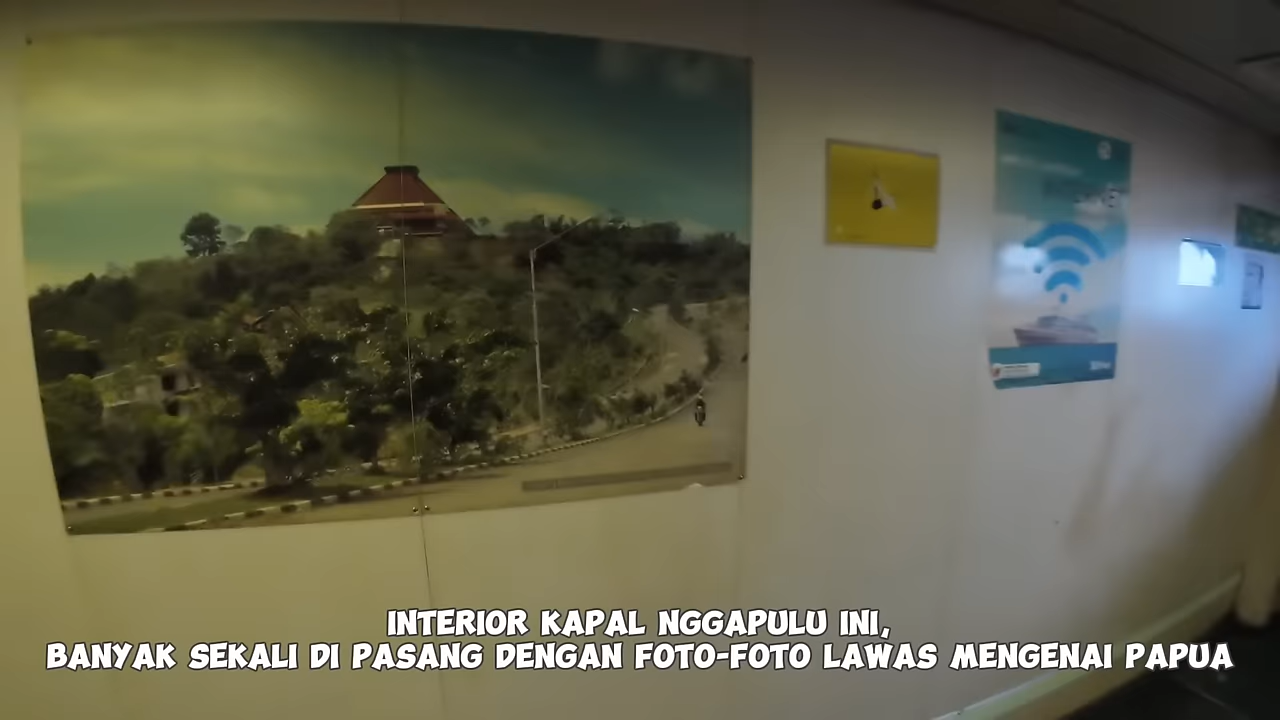 INTERIOR KAPAL NGGAPULU INI,
BANYAK SEKALI DI PASANG DENGAN FOTO-FOTO LAWAS MENGENAI PAPUA